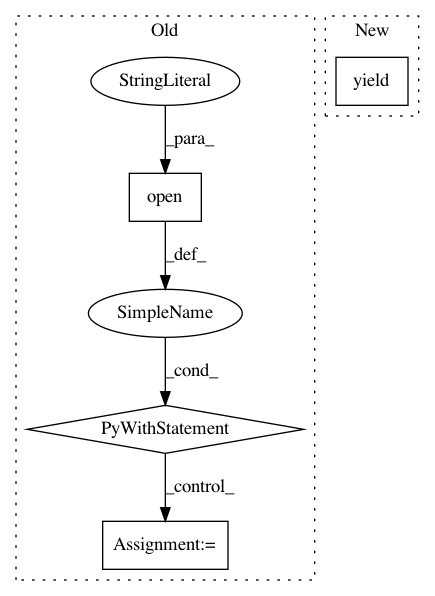 Old
New
StringLiteral
yield
_para_
open
_def_
SimpleName
_cond_
PyWithStatement
_control_
Assignment:=